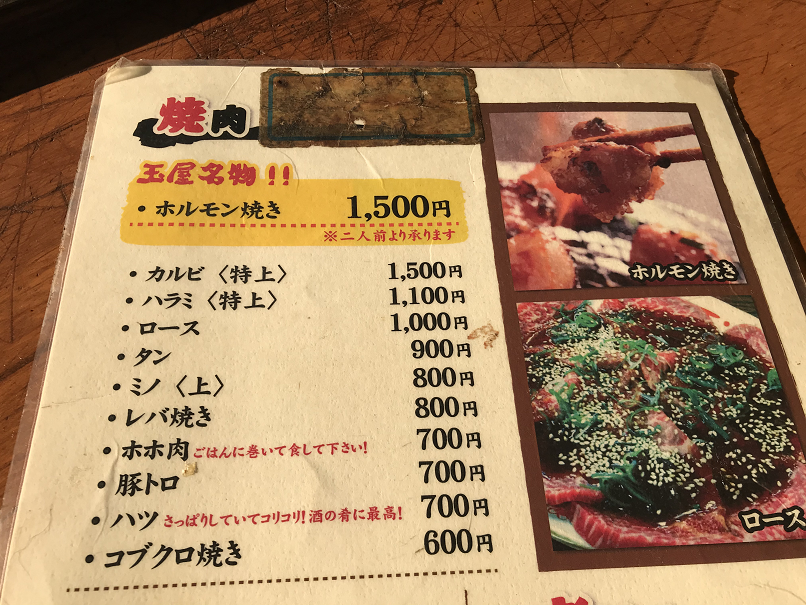 焼肉
玉屋名物!!
・ホルモン焼き 1,500円
※二人前より承ります
・カルビ〈特上〉 1,500円
・ハラミ〈特上〉 1,100円
・ロース 1,000円
・タン 900円
・ミノ〈上〉 800円
・レバ焼き 800円
・ホホ肉 ごはんに巻いて食して下さい! 700円
・豚トロ 700円
・ハツ さっぱりしていてコリコリ!酒の肴に最高! 700円
・コブクロ焼き 600円
ホルモン焼き
ロース